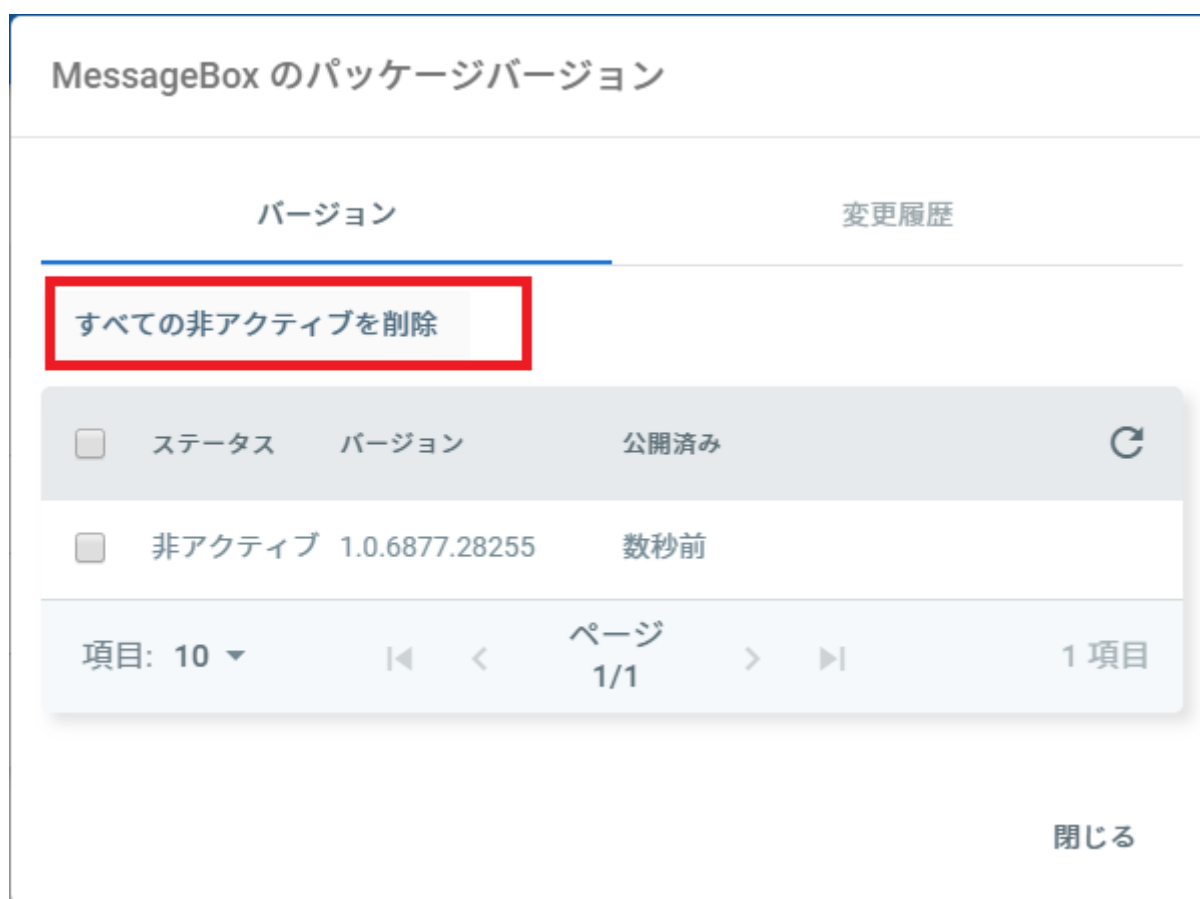 MessageBox のパッケージバージョン
バージョン 変更履歴
すべての非アクティブを削除
ステータス バージョン 公開済み
非アクティブ 1.0.6877.28255 数秒前
項目: 10 ページ 1/1 1 項目
閉じる